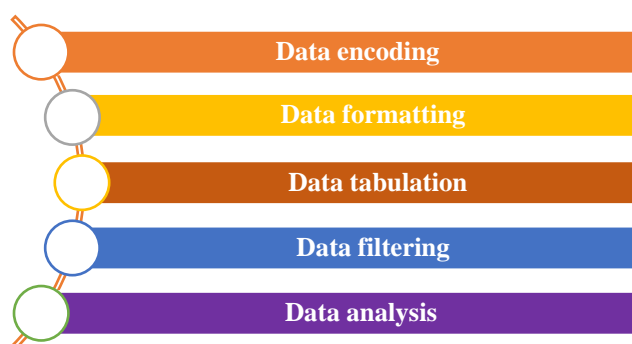 Data encoding
Data formatting
Data tabulation
Data filtering
Data analysis